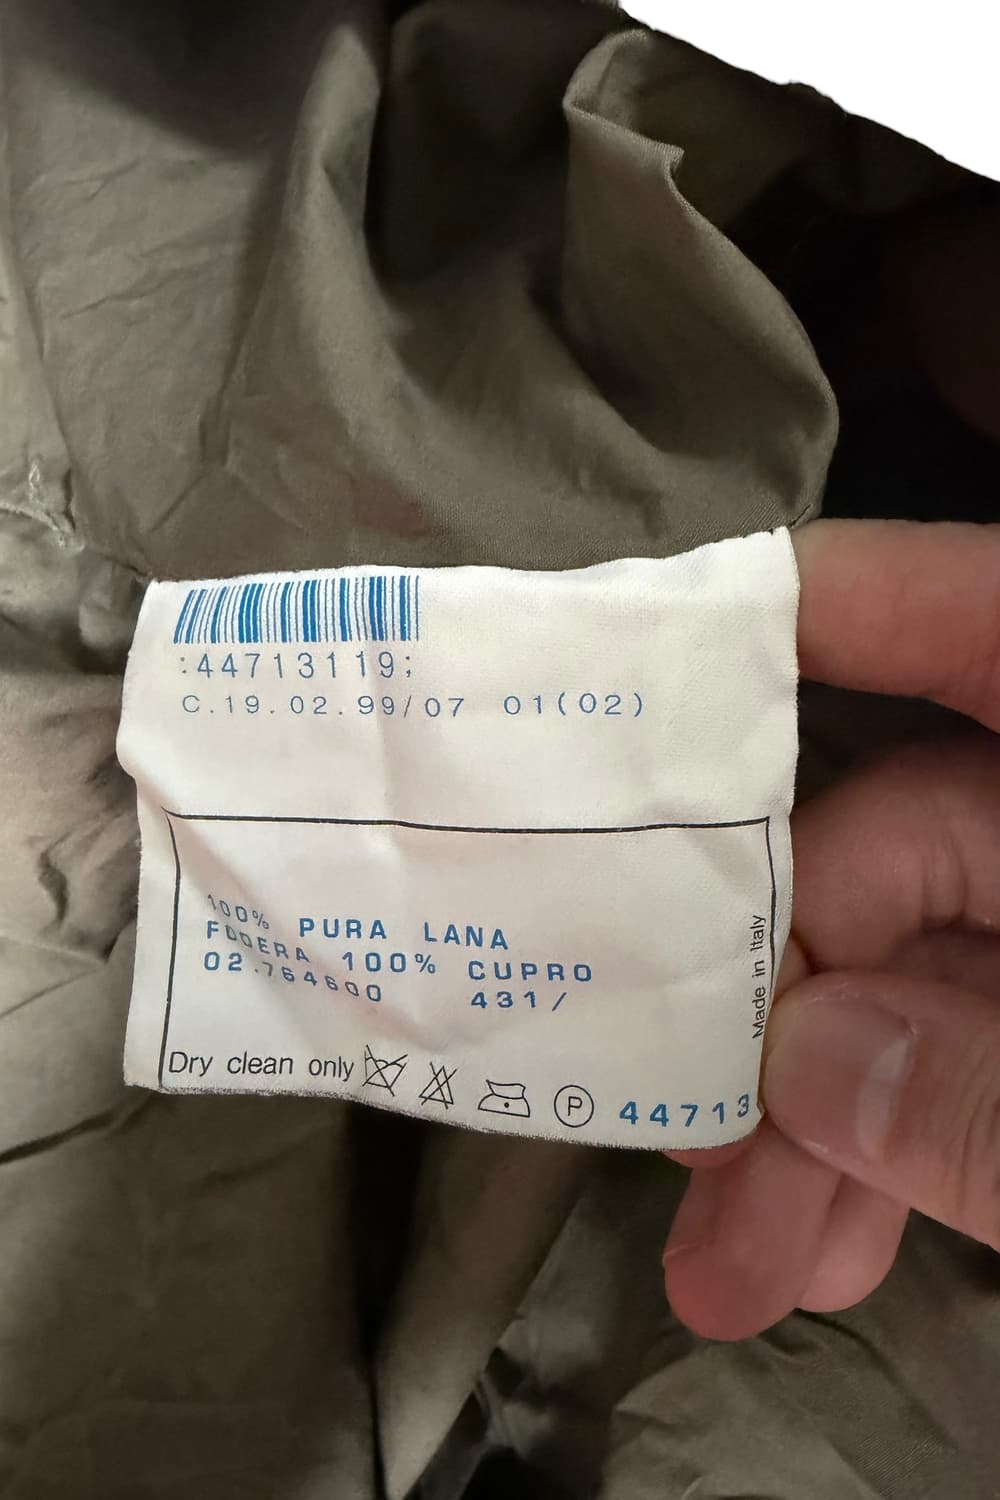 :44713119;
C.19.02.99/07 01(02)
100% PURA LANA
FODERA 100% CUPRO
02.764600 431/
Made in Italy
Dry clean only P 44713